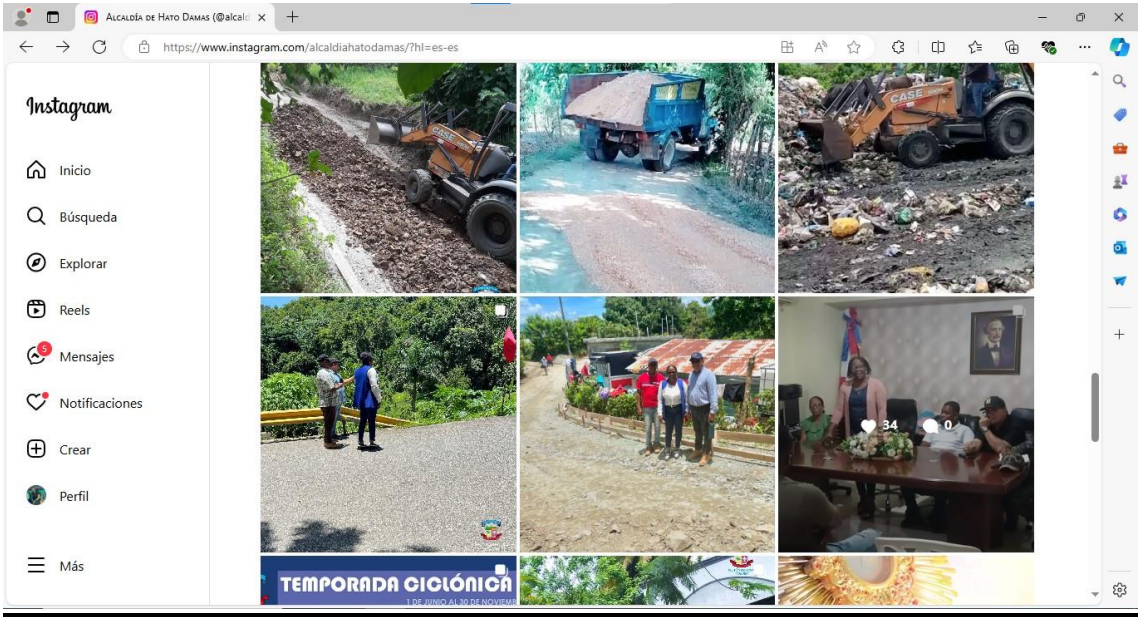 Alcaldía de Hato Damas (@alcald
https://www.instagram.com/alcaldiahatodamas/?hl=es-es
Instagram
Inicio
Búsqueda
Explorar
Reels
5
Mensajes
Notificaciones
Crear
Perfil
Más
CASE
CASE
34
0
TEMPORADA CICLÓNICA
1 DE JUNIO AL 30 DE NOVIEMB